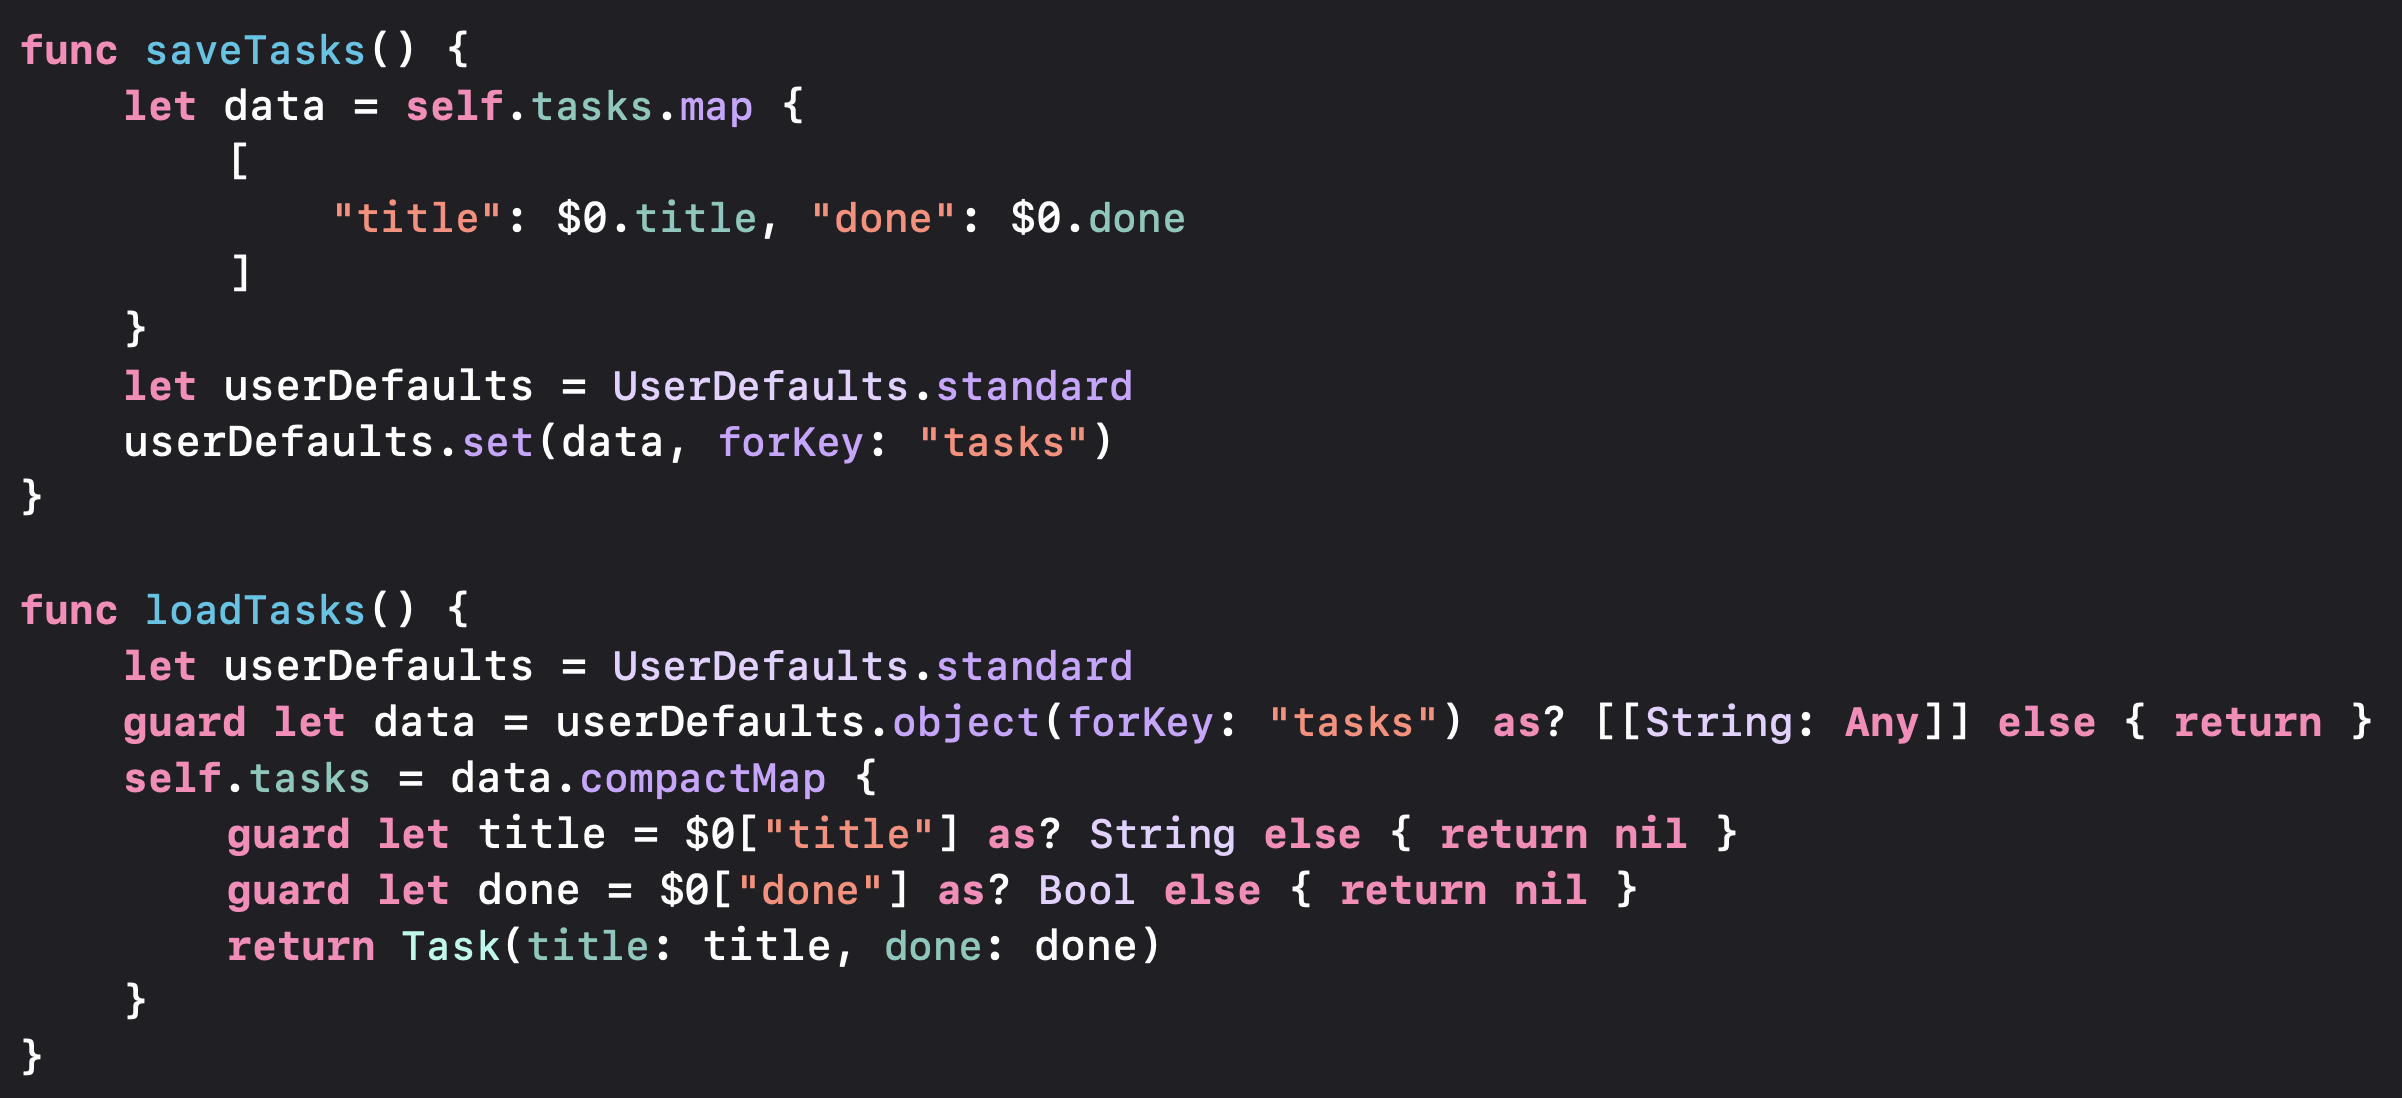 func saveTasks() {
    let data = self.tasks.map {
        [
            "title": $0.title, "done": $0.done
        ]
    }
    let userDefaults = UserDefaults.standard
    userDefaults.set(data, forKey: "tasks")
}

func loadTasks() {
    let userDefaults = UserDefaults.standard
    guard let data = userDefaults.object(forKey: "tasks") as? [[String: Any]] else { return }
    self.tasks = data.compactMap {
        guard let title = $0["title"] as? String else { return nil }
        guard let done = $0["done"] as? Bool else { return nil }
        return Task(title: title, done: done)
    }
}